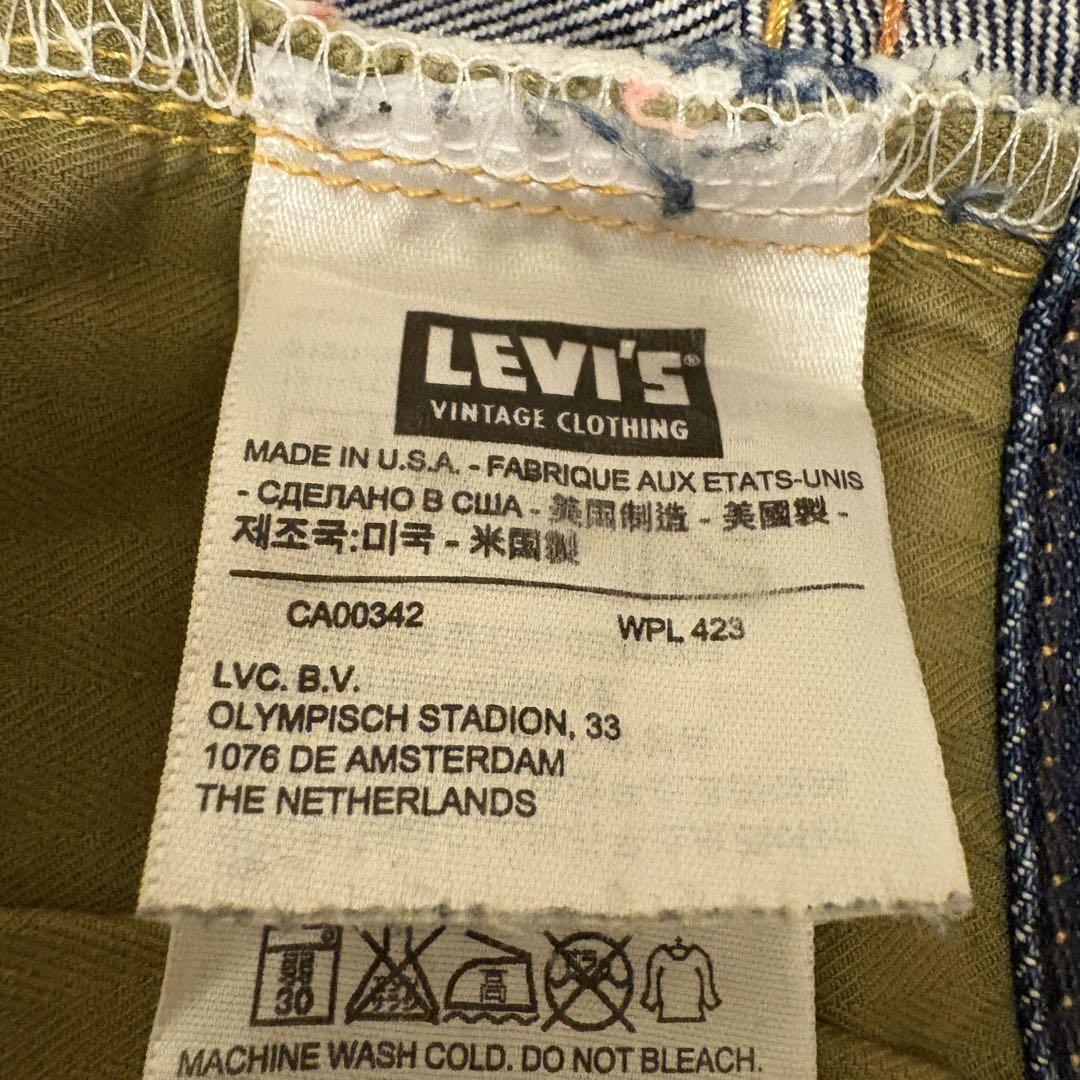 LEVI'S®
VINTAGE CLOTHING
MADE IN U.S.A. - FABRIQUE AUX ETATS-UNIS
- СДЕЛАНО В США - 美国制造 - 美國製 -
제조국:미국 - 米国製
CA00342 WPL 423
LVC. B.V.
OLYMPISCH STADION, 33
1076 DE AMSTERDAM
THE NETHERLANDS
30 高
MACHINE WASH COLD. DO NOT BLEACH.